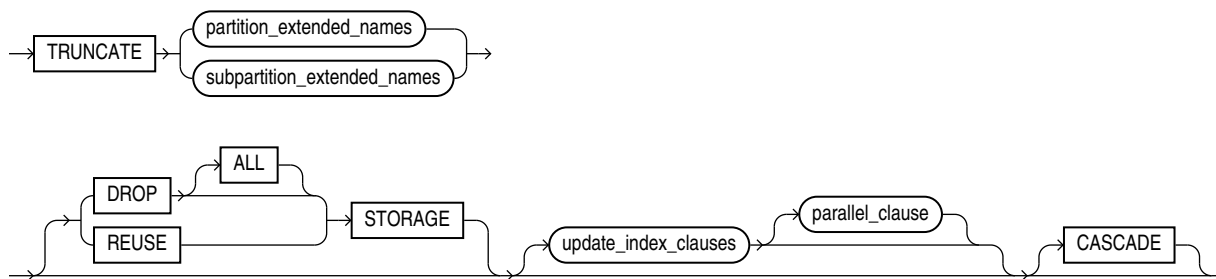 partition_extended_names
TRUNCATE
subpartition_extended_names
ALL
DROP
parallel_clause
STORAGE
REUSE
update_index_clauses
CASCADE